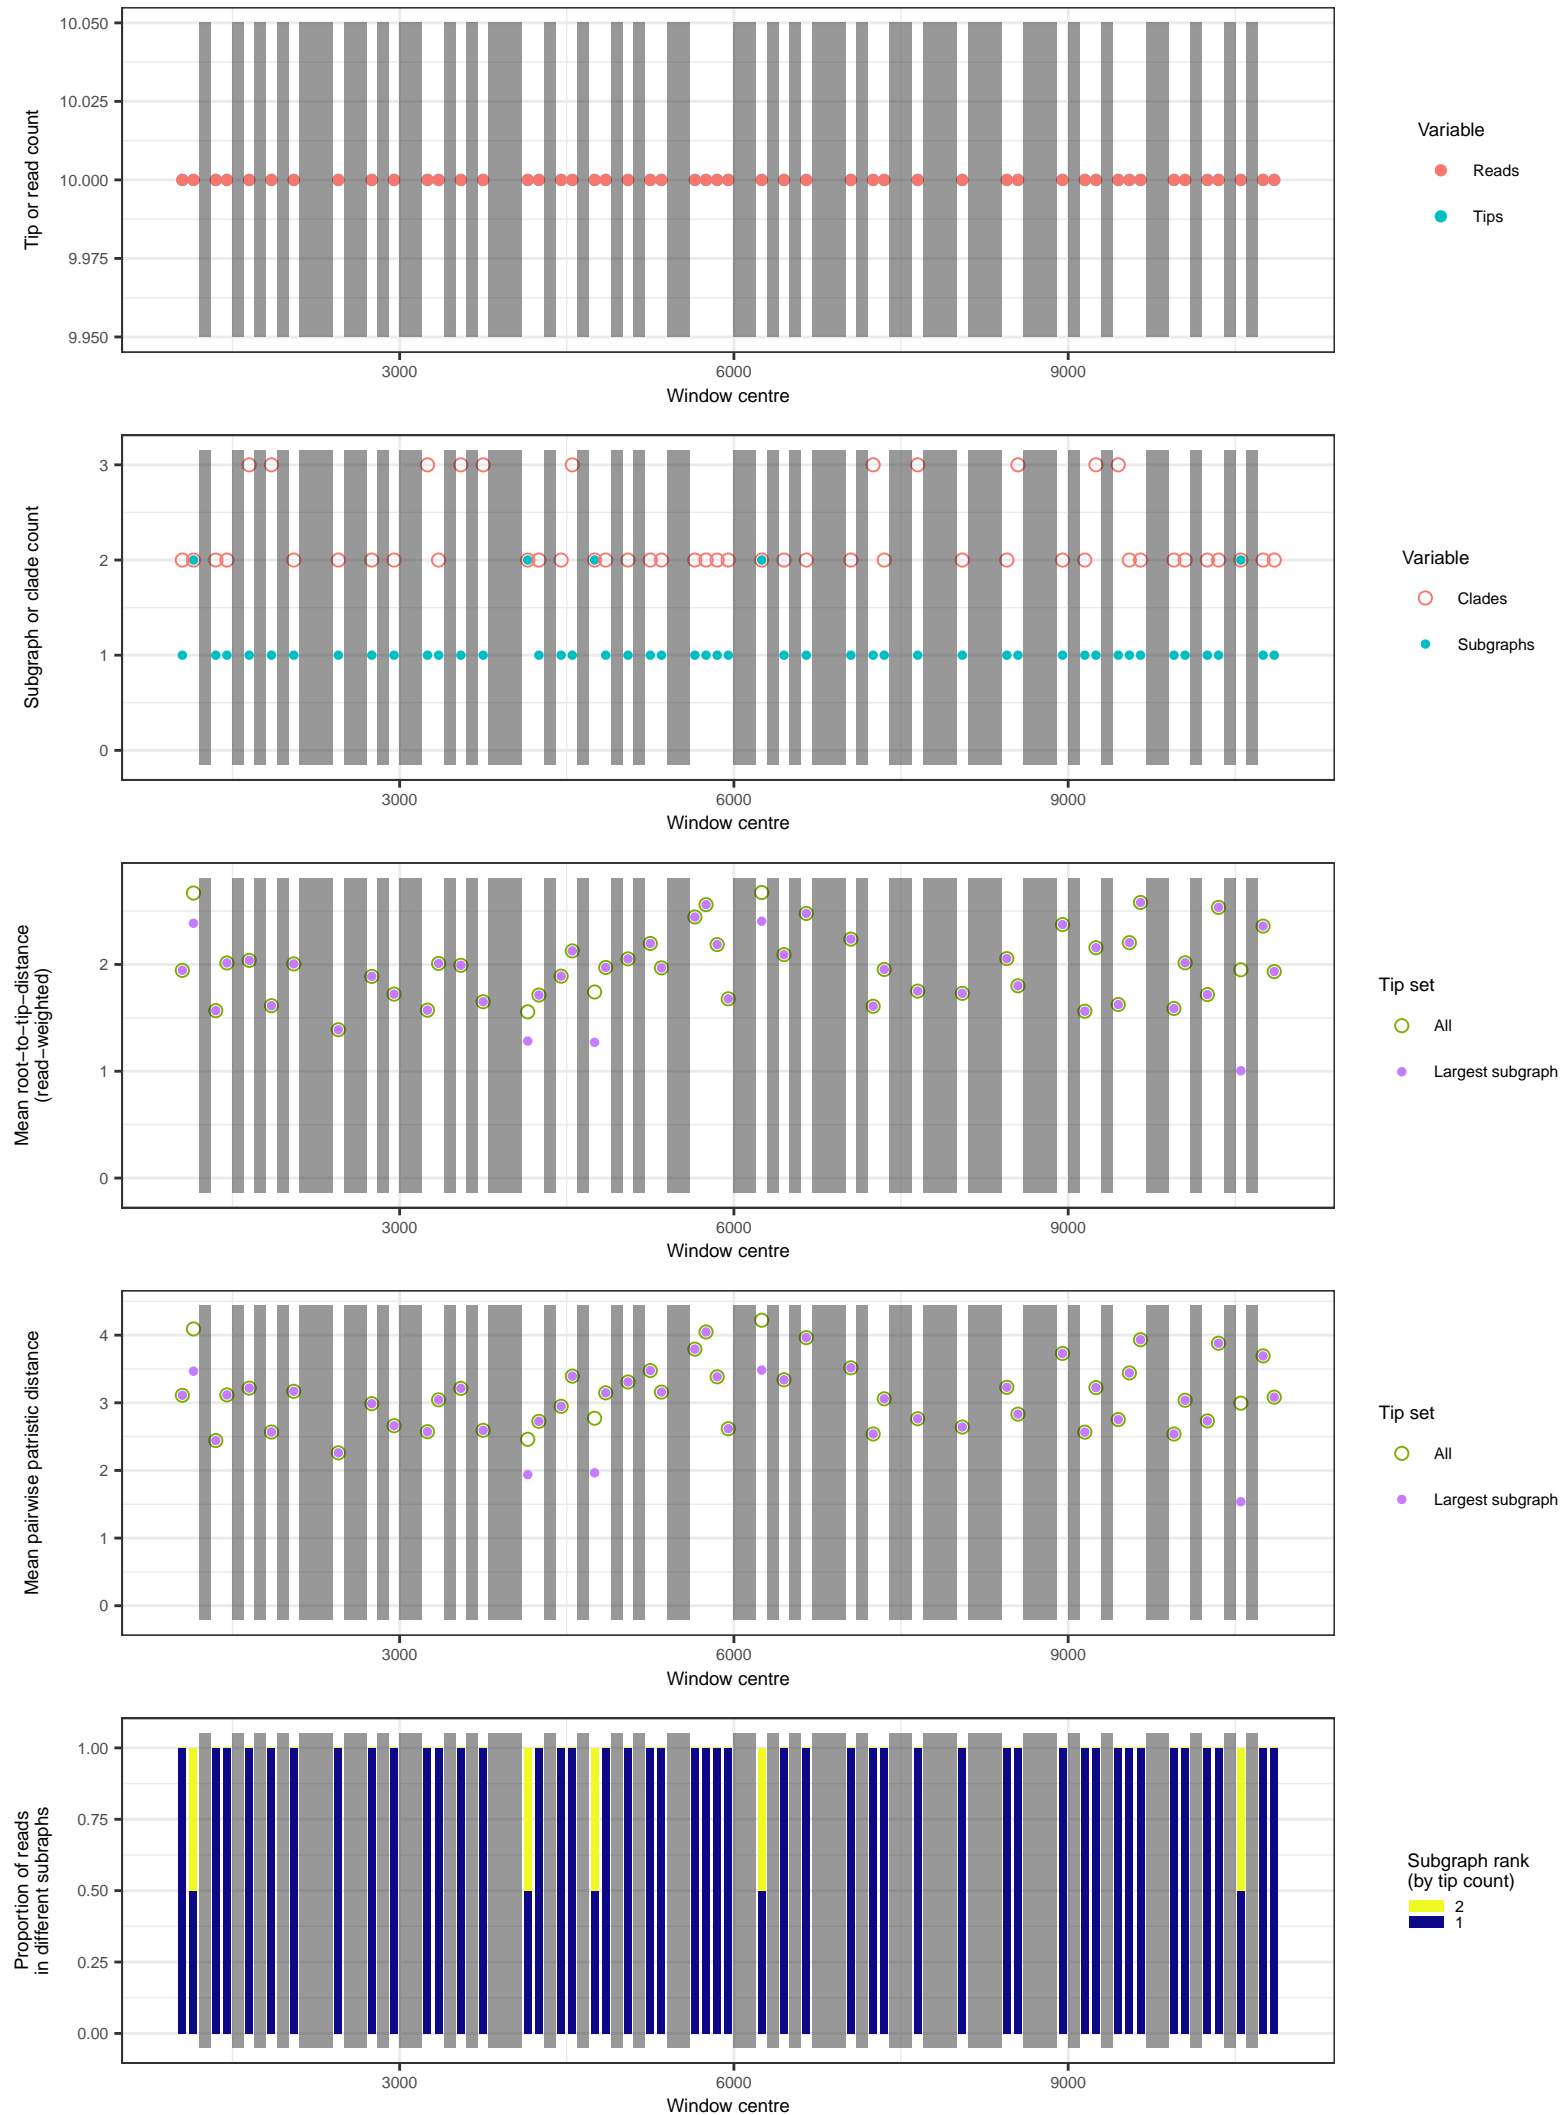 10.050
10.025
10.000
9.975
9.950
Tip or read count
3000
6000
9000
Window centre
Variable
Reads
Tips
3
2
1
0
Subgraph or clade count
3000
6000
9000
Window centre
Variable
Clades
Subgraphs
2
1
0
Mean root−to−tip−distance
(read−weighted)
3000
6000
9000
Window centre
Tip set
All
Largest subgraph
4
3
2
1
0
Mean pairwise patristic distance
3000
6000
9000
Window centre
Tip set
All
Largest subgraph
1.00
0.75
0.50
0.25
0.00
Proportion of reads
in different subraphs
3000
6000
9000
Window centre
Subgraph rank
(by tip count)
2
1